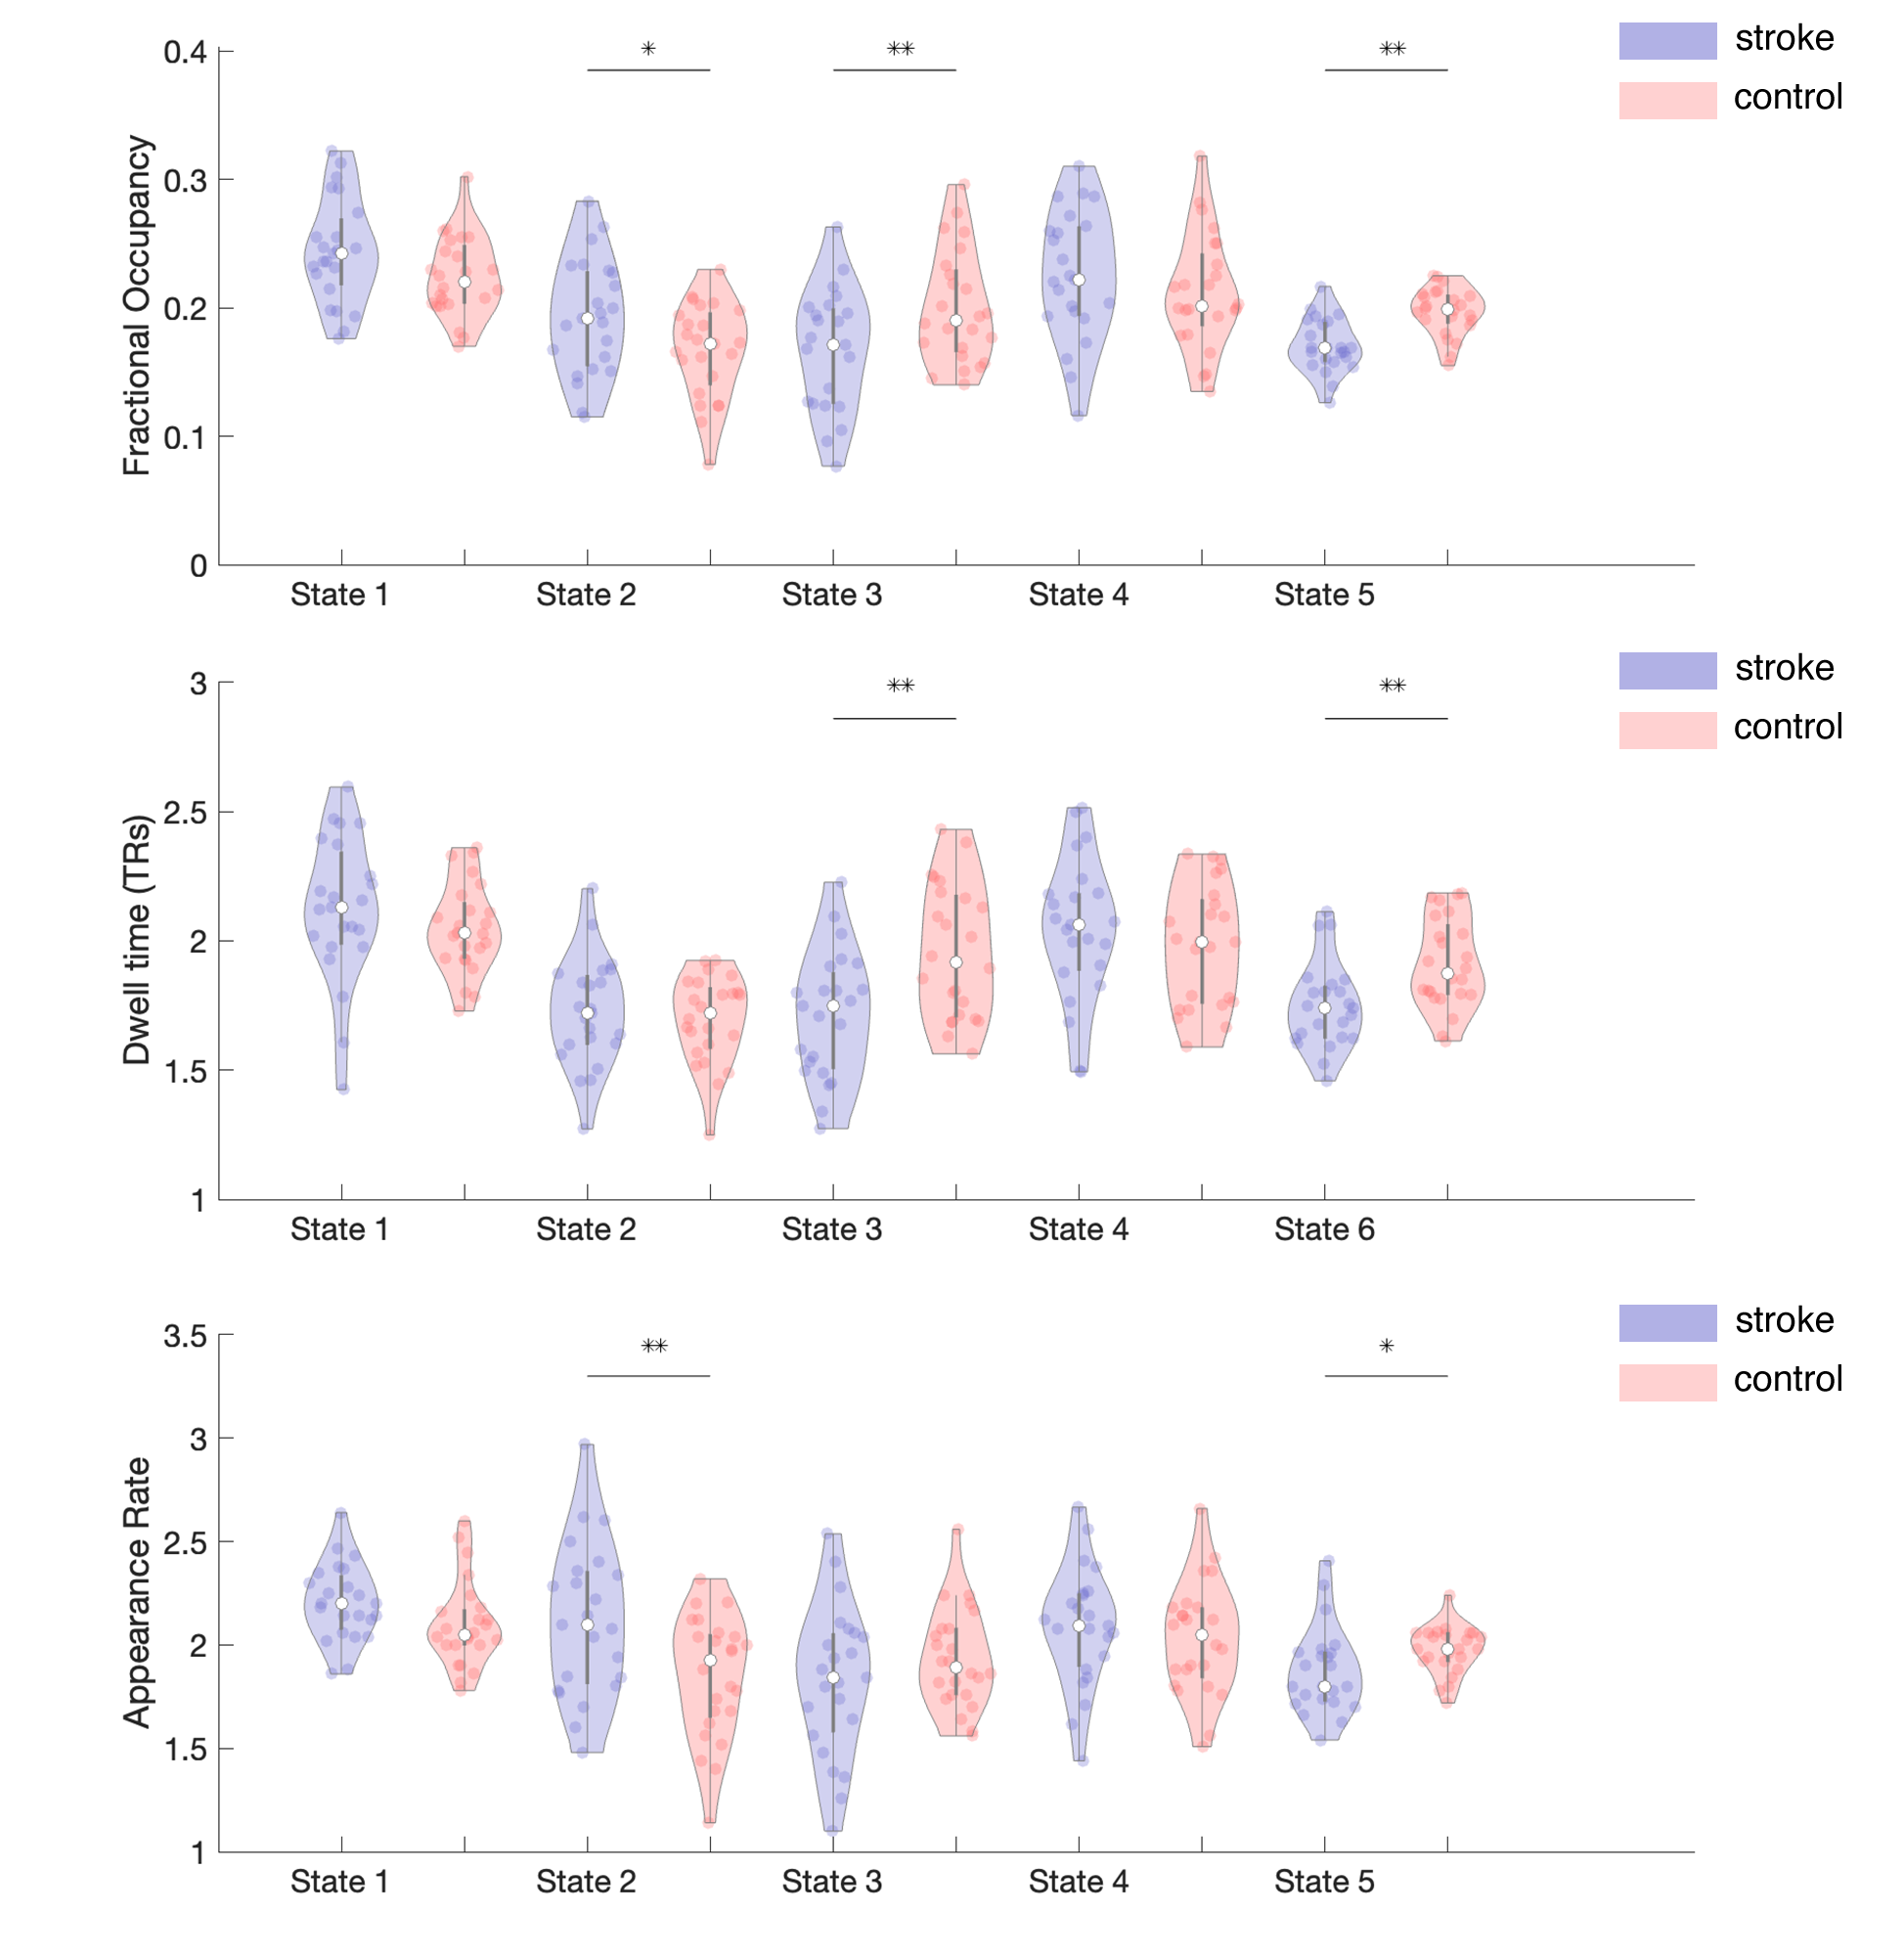 stroke
control
Fractional Occupancy
0.4
0.3
0.2
0.1
0
* ** **
State 1 State 2 State 3 State 4 State 5
stroke
control
Dwell time (TRs)
3
2.5
2
1.5
1
** **
State 1 State 2 State 3 State 4 State 6
stroke
control
Appearance Rate
3.5
3
2.5
2
1.5
1
** *
State 1 State 2 State 3 State 4 State 5